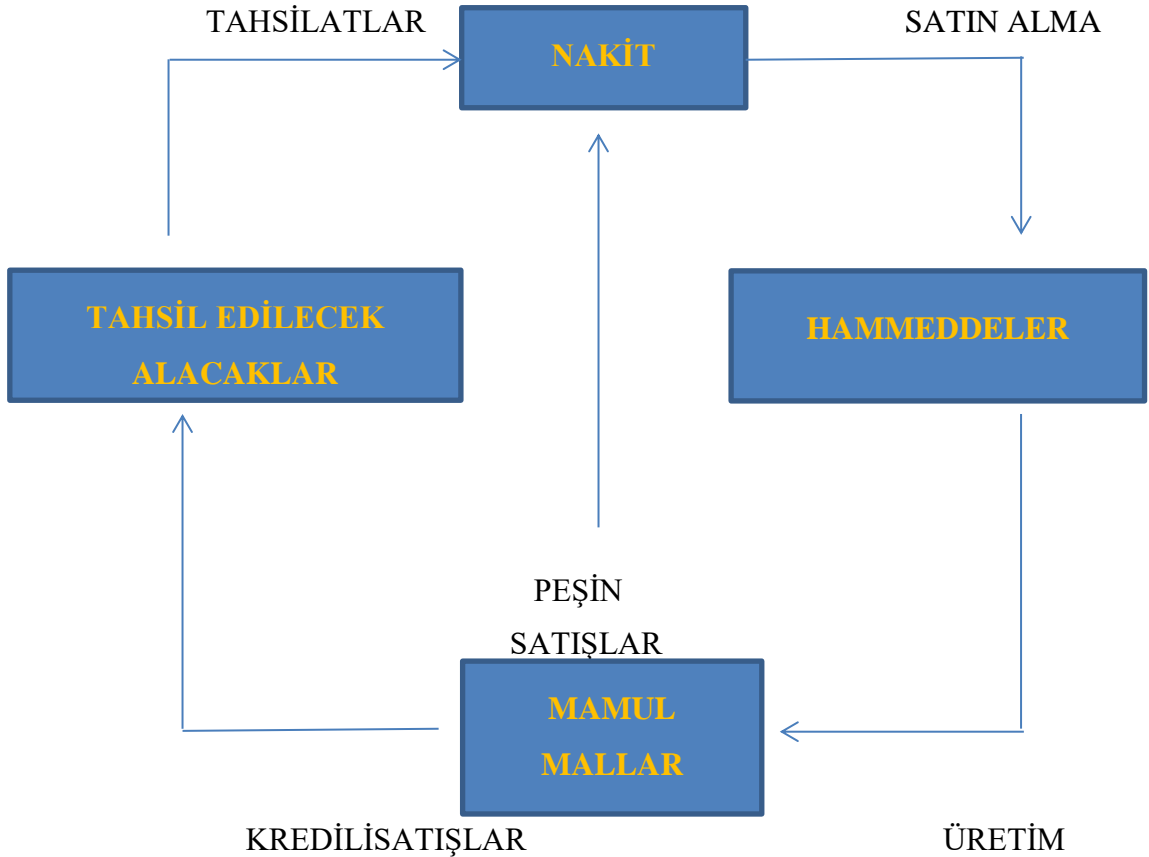 TAHSİLATLAR
NAKİT
SATIN ALMA
TAHSİL EDİLECEK
ALACAKLAR
HAMMEDDELER
PEŞİN
SATIŞLAR
MAMUL
MALLAR
KREDİLİSATIŞLAR
ÜRETİM